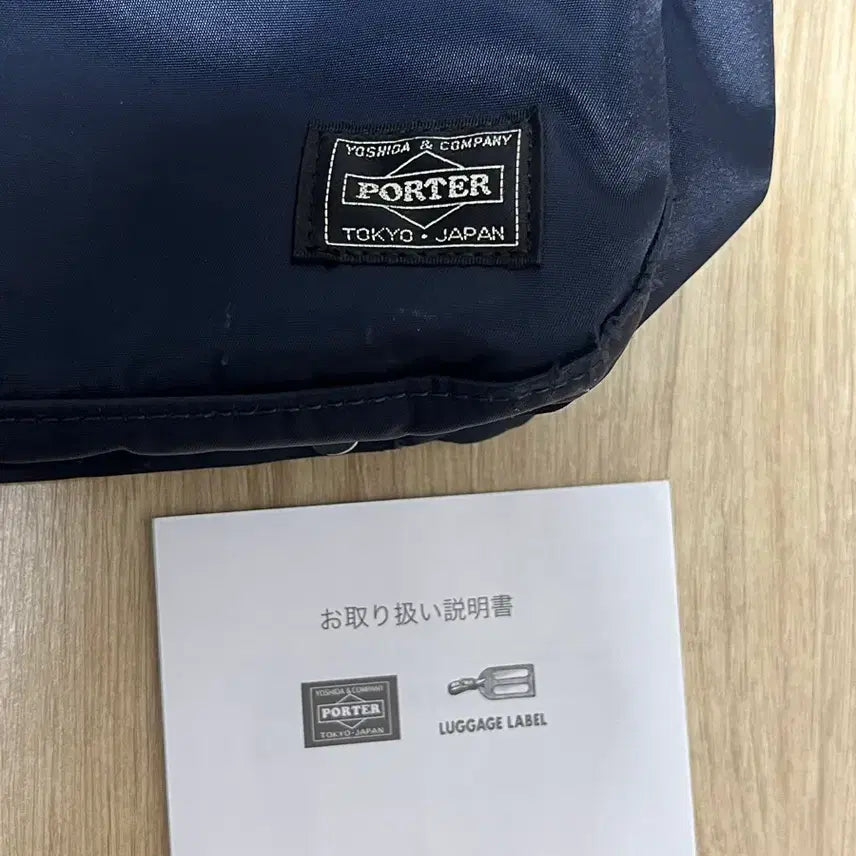 YOSHIDA & COMPANY
PORTER
TOKYO・JAPAN
お取り扱い説明書
YOSHIDA & COMPANY
PORTER
TOKYO・JAPAN
LUGGAGE LABEL